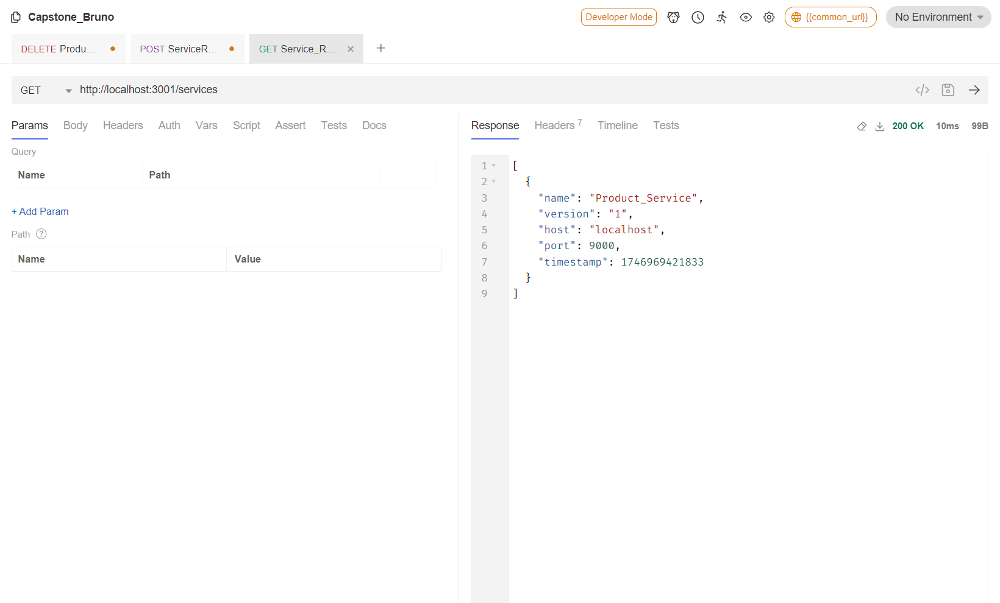 Capstone_Bruno
Developer Mode
{{common_url}}
No Environment
DELETE Produ...
POST ServiceR...
GET Service_R...
GET
http://localhost:3001/services
Params Body Headers Auth Vars Script Assert Tests Docs
Query
Name Path
+ Add Param
Path ?
Name Value
Response Headers 7 Timeline Tests
200 OK 10ms 99B
1 [
2 {
3 "name": "Product_Service",
4 "version": "1",
5 "host": "localhost",
6 "port": 9000,
7 "timestamp": 1746969421833
8 }
9 ]